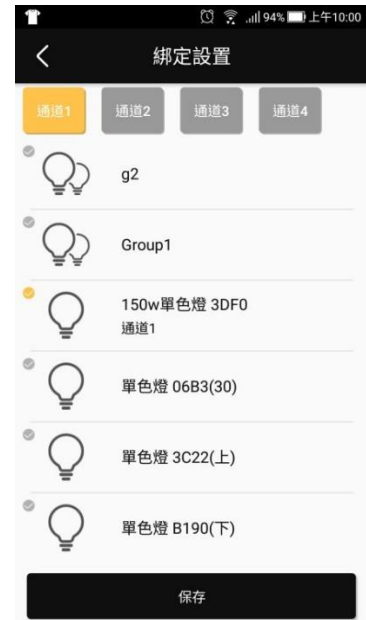 94% 上午10:00
綁定設置
通道1 通道2 通道3 通道4
g2
Group1
150w單色燈 3DF0
通道1
單色燈 06B3(30)
單色燈 3C22(上)
單色燈 B190(下)
保存